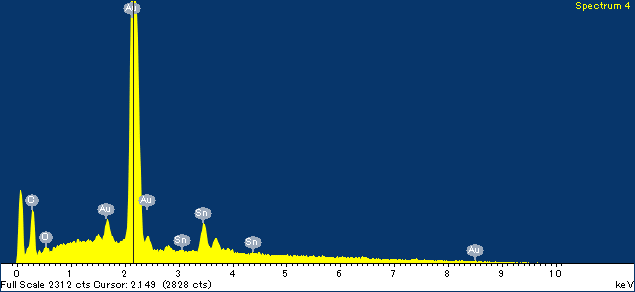 Spectrum 4
Au
C
O
Au
Au
Sn
Sn
Sn
Au
0 1 2 3 4 5 6 7 8 9 10
Full Scale 2312 cts Cursor: 2.149 (2828 cts) keV